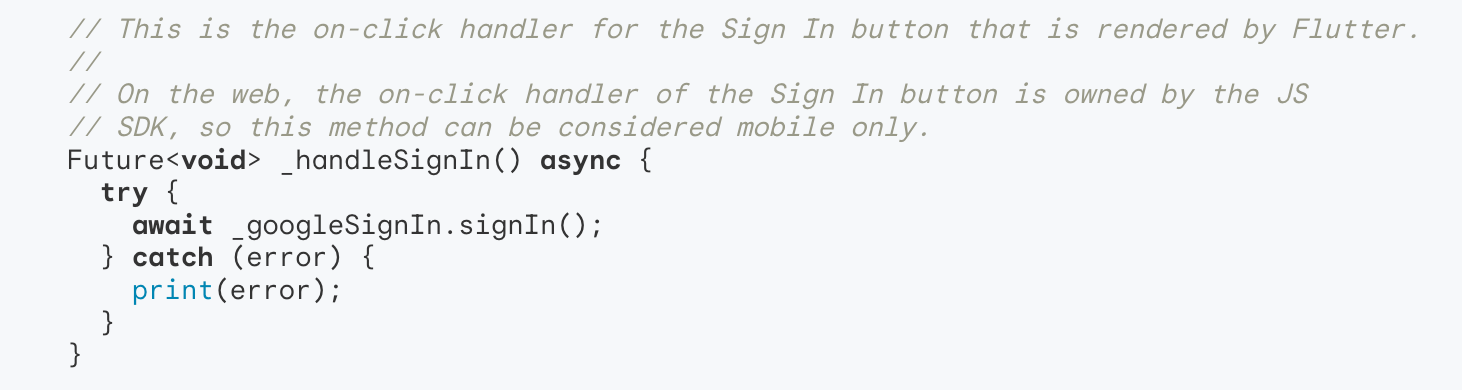 // This is the on-click handler for the Sign In button that is rendered by Flutter.
//
// On the web, the on-click handler of the Sign In button is owned by the JS
// SDK, so this method can be considered mobile only.
Future<void> _handleSignIn() async {
  try {
    await _googleSignIn.signIn();
  } catch (error) {
    print(error);
  }
}